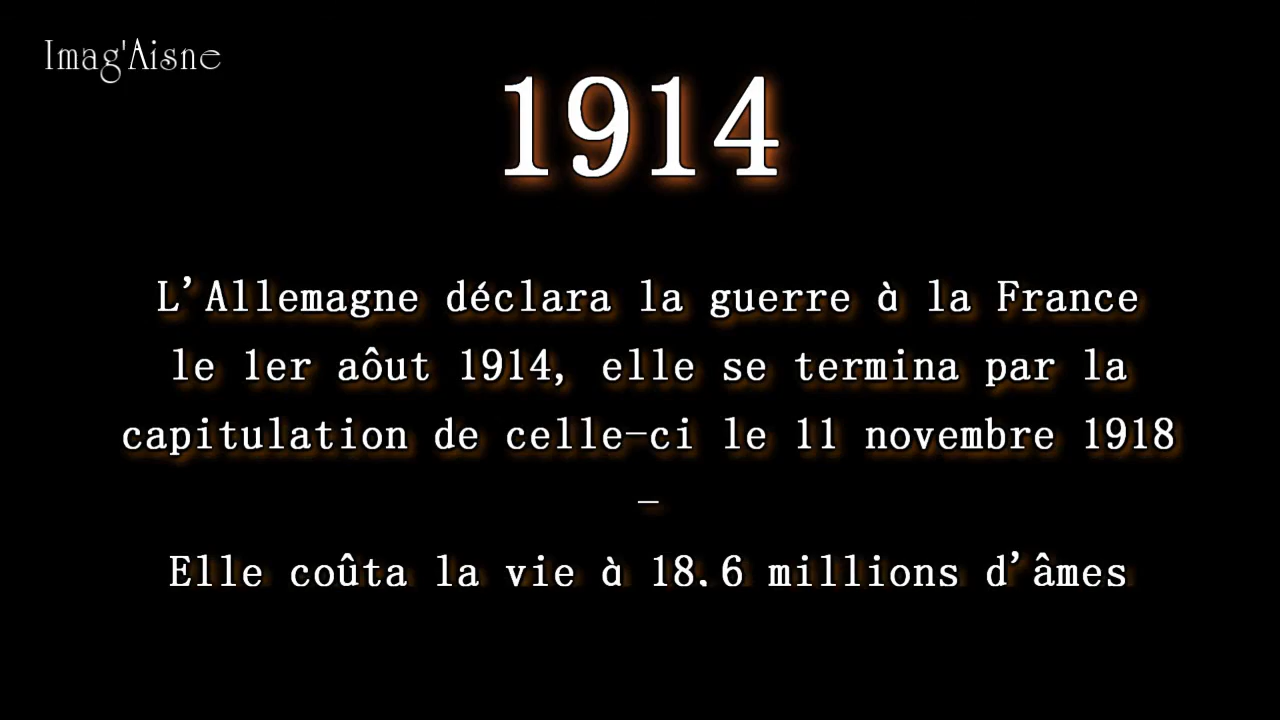 Imag'Aisne
1914
L'Allemagne déclara la guerre à la France
le 1er aôut 1914, elle se termina par la
capitulation de celle-ci le 11 novembre 1918
-
Elle coûta la vie à 18.6 millions d'âmes